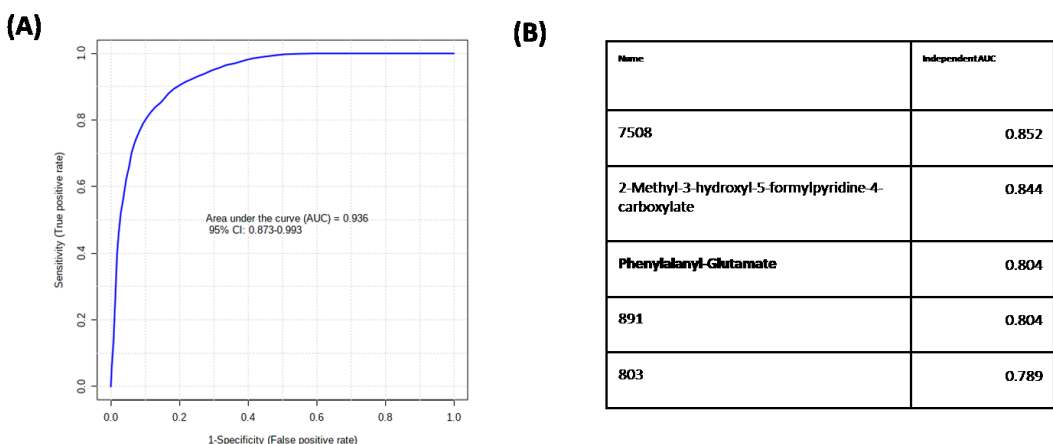 (A)
1.0
0.8
0.6
0.4
0.2
0.0
Sensitivity (True positive rate)
Area under the curve (AUC) = 0.936
95% CI: 0.873-0.993
0.0 0.2 0.4 0.6 0.8 1.0
1-Specificity (False positive rate)
(B)
Name Independent AUC
7508 0.852
2-Methyl-3-hydroxyl-5-formylpyridine-4-
carboxylate 0.844
Phenylalanyl-Glutamate 0.804
891 0.804
803 0.789